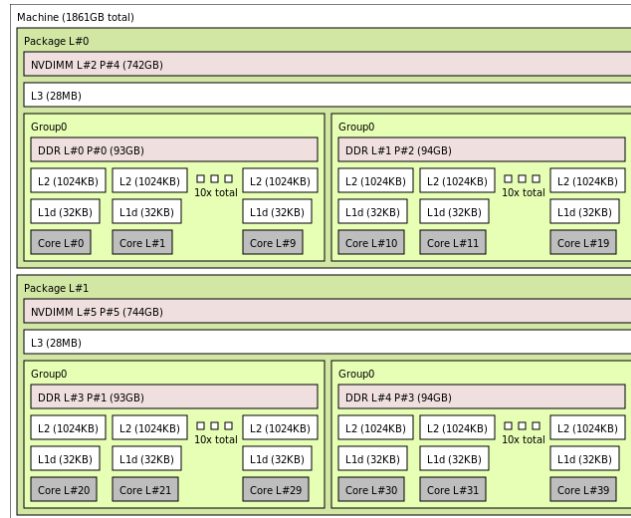 Machine (1861GB total)
Package L#0
NVDIMM L#2 P#4 (742GB)
L3 (28MB)
Group0
DDR L#0 P#0 (93GB)
L2 (1024KB) L2 (1024KB) 10x total L2 (1024KB)
L1d (32KB) L1d (32KB) L1d (32KB)
Core L#0 Core L#1 Core L#9
Group0
DDR L#1 P#2 (94GB)
L2 (1024KB) L2 (1024KB) 10x total L2 (1024KB)
L1d (32KB) L1d (32KB) L1d (32KB)
Core L#10 Core L#11 Core L#19
Package L#1
NVDIMM L#5 P#5 (744GB)
L3 (28MB)
Group0
DDR L#3 P#1 (93GB)
L2 (1024KB) L2 (1024KB) 10x total L2 (1024KB)
L1d (32KB) L1d (32KB) L1d (32KB)
Core L#20 Core L#21 Core L#29
Group0
DDR L#4 P#3 (94GB)
L2 (1024KB) L2 (1024KB) 10x total L2 (1024KB)
L1d (32KB) L1d (32KB) L1d (32KB)
Core L#30 Core L#31 Core L#39